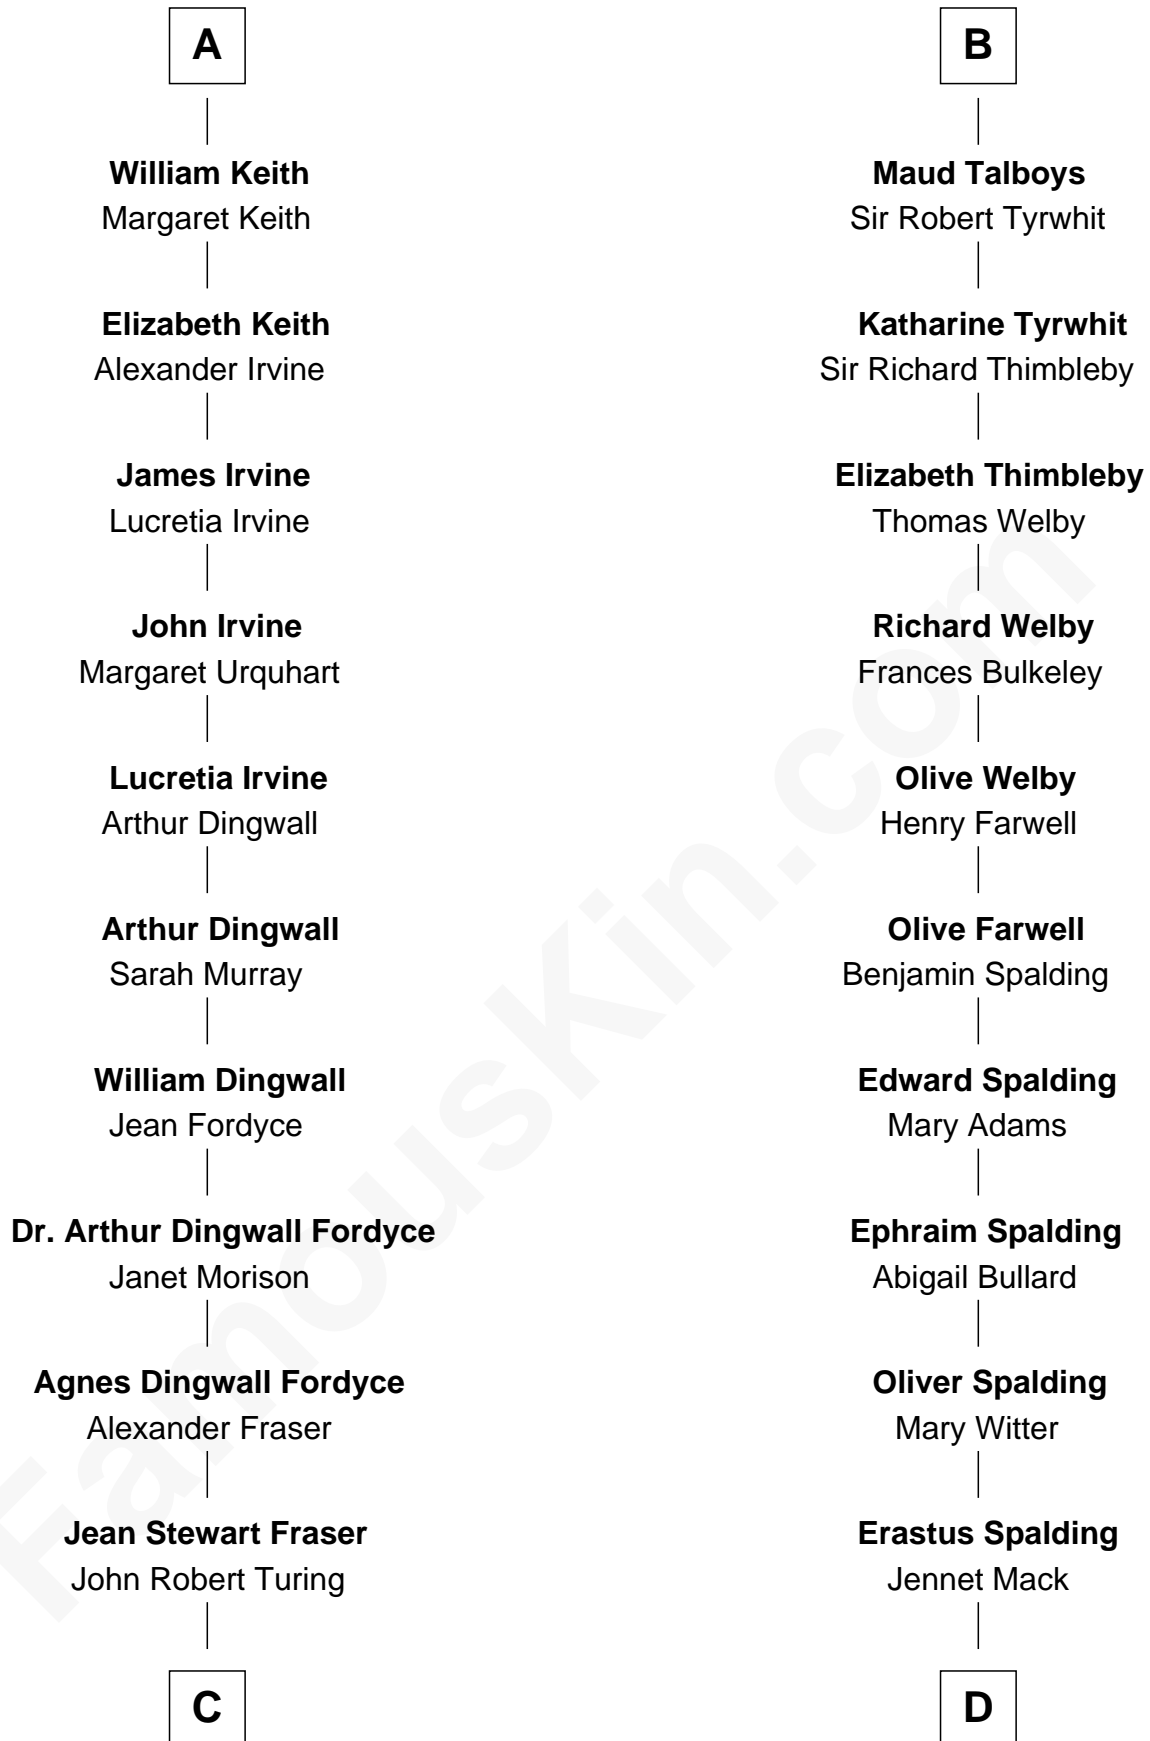 A
William Keith
Margaret Keith
Elizabeth Keith
Alexander Irvine
James Irvine
Lucretia Irvine
John Irvine
Margaret Urquhart
Lucretia Irvine
Arthur Dingwall
Arthur Dingwall
Sarah Murray
William Dingwall
Jean Fordyce
Dr. Arthur Dingwall Fordyce
Janet Morison
Agnes Dingwall Fordyce
Alexander Fraser
Jean Stewart Fraser
John Robert Turing
C
B
Maud Talboys
Sir Robert Tyrwhit
Katharine Tyrwhit
Sir Richard Thimbleby
Elizabeth Thimbleby
Thomas Welby
Richard Welby
Frances Bulkeley
Olive Welby
Henry Farwell
Olive Farwell
Benjamin Spalding
Edward Spalding
Mary Adams
Ephraim Spalding
Abigail Bullard
Oliver Spalding
Mary Witter
Erastus Spalding
Jennet Mack
D
FamousKin.com